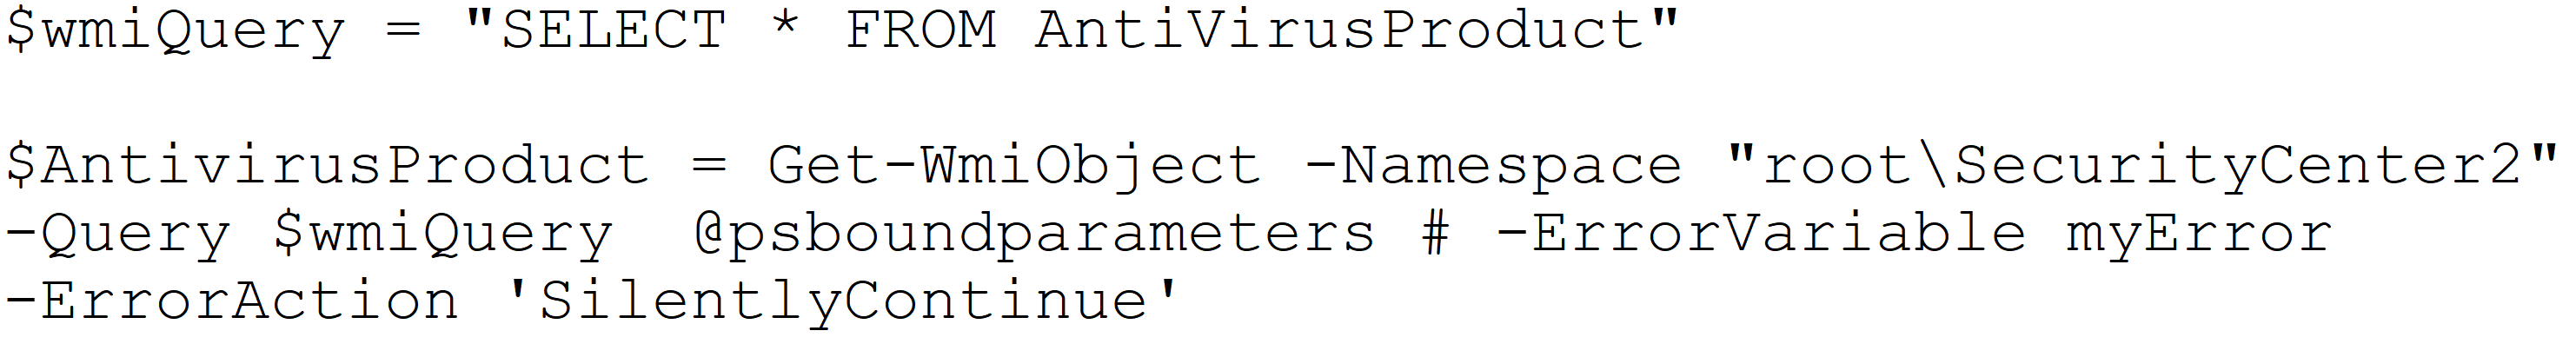 $wmiQuery = "SELECT * FROM AntiVirusProduct"
$AntivirusProduct = Get-WmiObject -Namespace "root\SecurityCenter2"
-Query $wmiQuery  @psboundparameters # -ErrorVariable myError
-ErrorAction 'SilentlyContinue'